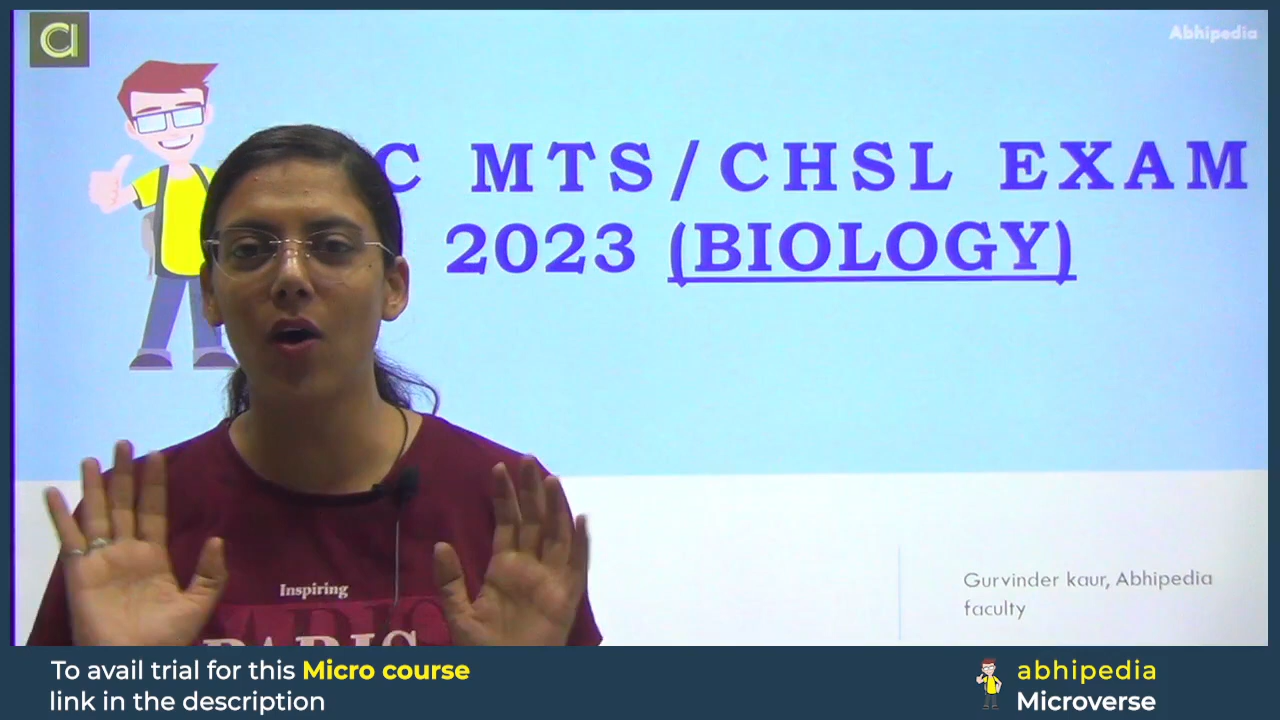 Abhipedia
C MTS/CHSL EXAM
2023 (BIOLOGY)
Inspiring
PARIS
Gurvinder kaur, Abhipedia
faculty
To avail trial for this Micro course
link in the description
abhipedia
Microverse